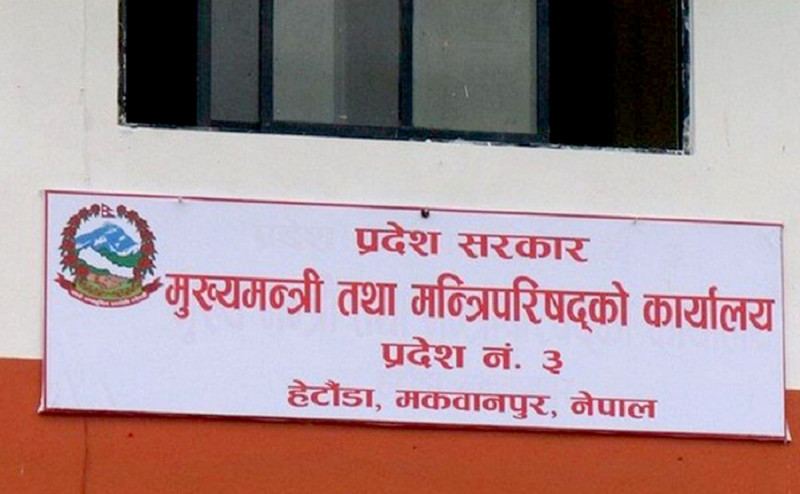 प्रदेश सरकार
मुख्यमन्त्री तथा मन्त्रिपरिषद्को कार्यालय
प्रदेश नं. ३
हेटौंडा, मकवानपुर, नेपाल